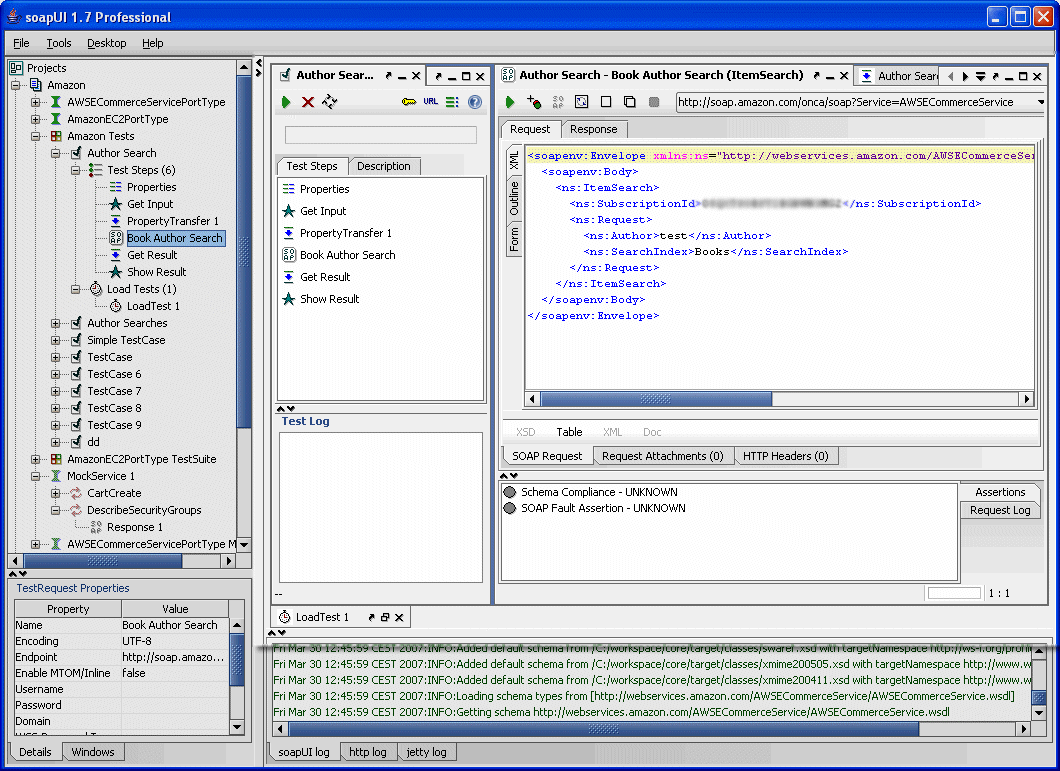 soapUI 1.7 Professional
File Tools Desktop Help
Projects
Amazon
AWSECommerceServicePortType
AmazonEC2PortType
Amazon Tests
Author Search
Test Steps (6)
Properties
Get Input
PropertyTransfer 1
Book Author Search
Get Result
Show Result
Load Tests (1)
LoadTest 1
Author Searches
Simple TestCase
TestCase
TestCase 6
TestCase 7
TestCase 8
TestCase 9
dd
AmazonEC2PortType TestSuite
MockService 1
CartCreate
DescribeSecurityGroups
Response 1
AWSECommerceServicePortType M
TestRequest Properties
Property Value
Name Book Author Search
Encoding UTF-8
Endpoint http://soap.amazo...
Enable MTOM/Inline false
Username
Password
Domain
Details Windows
Author Sear...
URL
Test Steps Description
Properties
Get Input
PropertyTransfer 1
SOAP Book Author Search
Get Result
Show Result
Test Log
--
LoadTest 1
Author Search - Book Author Search (ItemSearch)
Author Sear
http://soap.amazon.com/onca/soap?Service=AWSECommerceService
Request Response
XML
Outline
Form
<soapenv:Envelope xmlns:ns="http://webservices.amazon.com/AWSECommerceSer
<soapenv:Body>
<ns:ItemSearch>
<ns:SubscriptionId></ns:SubscriptionId>
<ns:Request>
<ns:Author>test</ns:Author>
<ns:SearchIndex>Books</ns:SearchIndex>
</ns:Request>
</ns:ItemSearch>
</soapenv:Body>
</soapenv:Envelope>
XSD Table XML Doc
SOAP Request Request Attachments (0) HTTP Headers (0)
Schema Compliance - UNKNOWN
SOAP Fault Assertion - UNKNOWN
Assertions
Request Log
1 : 1
Fri Mar 30 12:45:59 CEST 2007:INFO:Added default schema from /C:/workspace/core/target/classes/swaref.xsd with targetNamespace http://ws-i.org/profi
Fri Mar 30 12:45:59 CEST 2007:INFO:Added default schema from /C:/workspace/core/target/classes/xmime200505.xsd with targetNamespace http://www.w
Fri Mar 30 12:45:59 CEST 2007:INFO:Added default schema from /C:/workspace/core/target/classes/xmime200411.xsd with targetNamespace http://www.w
Fri Mar 30 12:45:59 CEST 2007:INFO:Loading schema types from [http://webservices.amazon.com/AWSECommerceService/AWSECommerceService.wsdl]
Fri Mar 30 12:45:59 CEST 2007:INFO:Getting schema http://webservices.amazon.com/AWSECommerceService/AWSECommerceService.wsdl
soapUI log http log jetty log